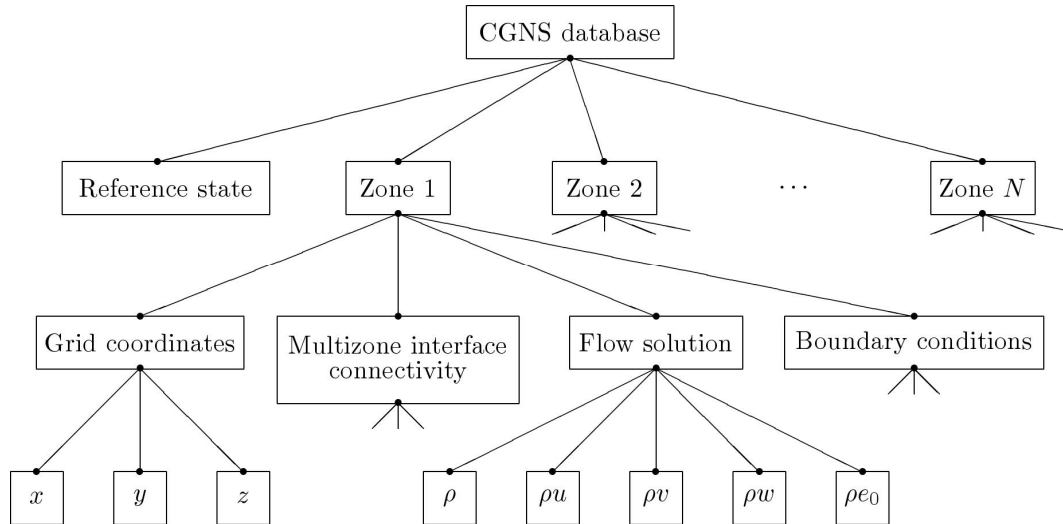 CGNS database
Reference state
Zone 1
Zone 2
...
Zone N
Grid coordinates
Multizone interface
connectivity
Flow solution
Boundary conditions
x
y
z
ρ
ρu
ρv
ρw
ρe₀